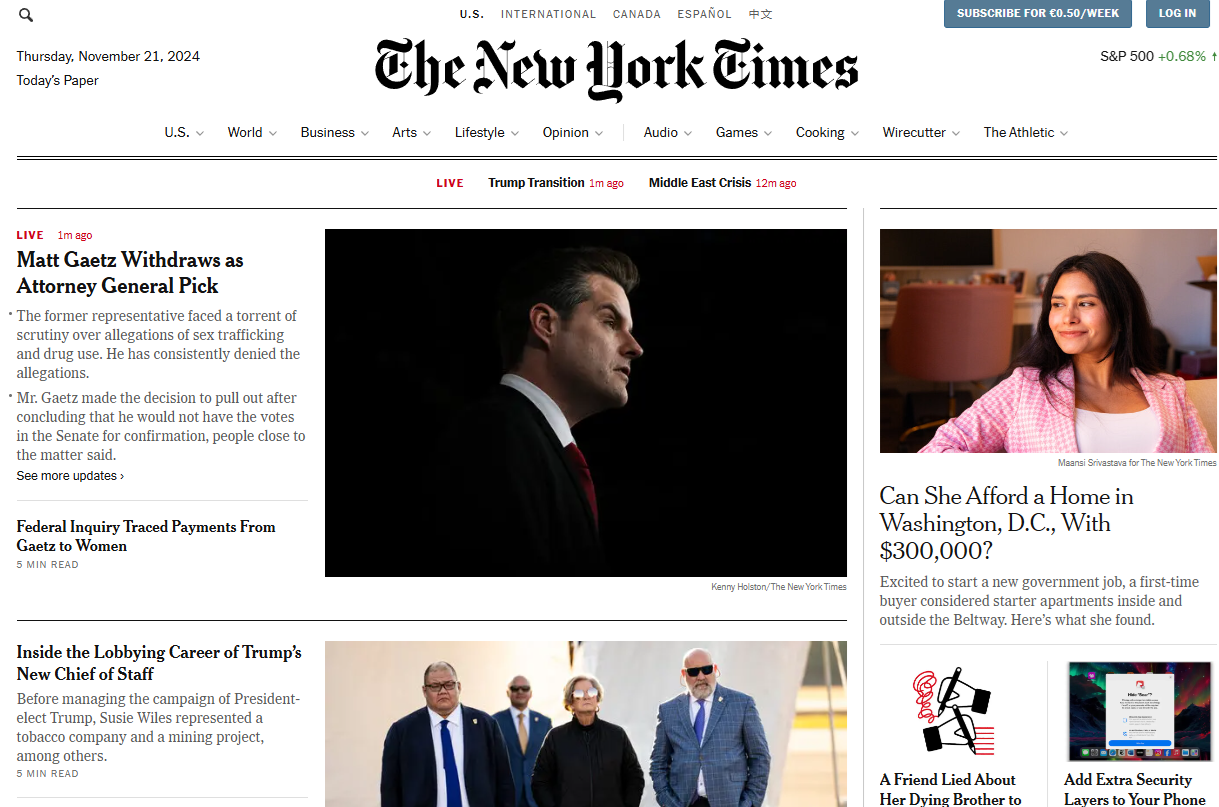 U.S. INTERNATIONAL CANADA ESPAÑOL 中文
SUBSCRIBE FOR €0.50/WEEK LOG IN
Thursday, November 21, 2024
Today's Paper
The New York Times
S&P 500 +0.68% ↑
U.S. World Business Arts Lifestyle Opinion Audio Games Cooking Wirecutter The Athletic
LIVE Trump Transition 1m ago Middle East Crisis 12m ago
LIVE 1m ago
Matt Gaetz Withdraws as
Attorney General Pick
• The former representative faced a torrent of
scrutiny over allegations of sex trafficking
and drug use. He has consistently denied the
allegations.
• Mr. Gaetz made the decision to pull out after
concluding that he would not have the votes
in the Senate for confirmation, people close to
the matter said.
See more updates ›
Federal Inquiry Traced Payments From
Gaetz to Women
5 MIN READ
Kenny Holston/The New York Times
Inside the Lobbying Career of Trump's
New Chief of Staff
Before managing the campaign of President-
elect Trump, Susie Wiles represented a
tobacco company and a mining project,
among others.
5 MIN READ
Maansi Srivastava for The New York Times
Can She Afford a Home in
Washington, D.C., With
$300,000?
Excited to start a new government job, a first-time
buyer considered starter apartments inside and
outside the Beltway. Here's what she found.
A Friend Lied About
Her Dying Brother to
Add Extra Security
Layers to Your Phone